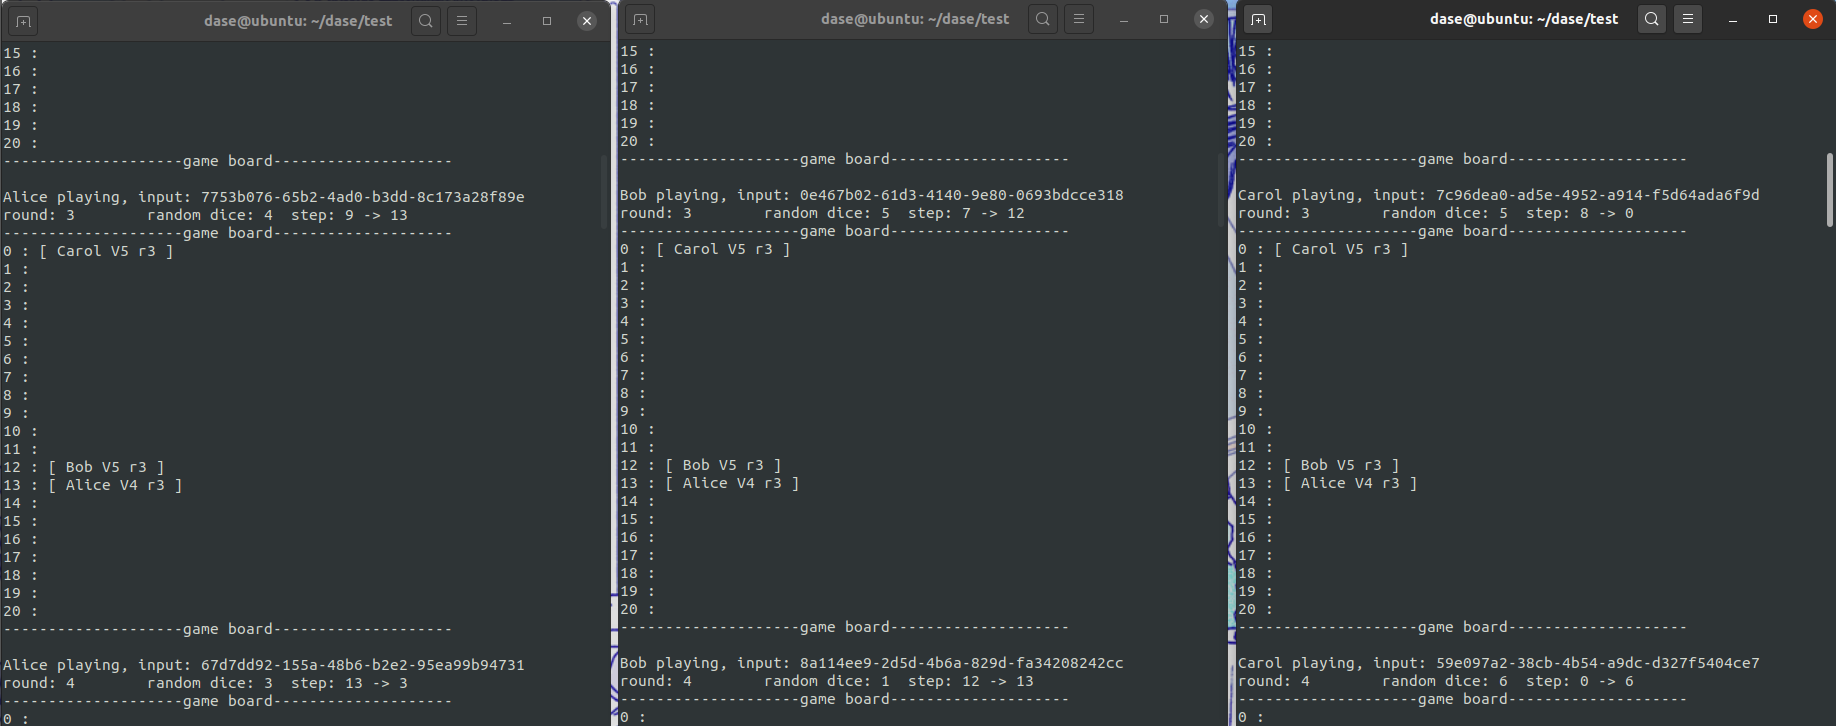 dase@ubuntu: ~/dase/test
15 :
16 :
17 :
18 :
19 :
20 :
--------------------game board--------------------
Alice playing, input: 7753b076-65b2-4ad0-b3dd-8c173a28f89e
round: 3        random dice: 4  step: 9 -> 13
--------------------game board--------------------
0 : [ Carol V5 r3 ]
1 :
2 :
3 :
4 :
5 :
6 :
7 :
8 :
9 :
10 :
11 :
12 : [ Bob V5 r3 ]
13 : [ Alice V4 r3 ]
14 :
15 :
16 :
17 :
18 :
19 :
20 :
--------------------game board--------------------
Alice playing, input: 67d7dd92-155a-48b6-b2e2-95ea99b94731
round: 4        random dice: 3  step: 13 -> 3
--------------------game board--------------------
0 :
dase@ubuntu: ~/dase/test
15 :
16 :
17 :
18 :
19 :
20 :
--------------------game board--------------------
Bob playing, input: 0e467b02-61d3-4140-9e80-0693bdcce318
round: 3        random dice: 5  step: 7 -> 12
--------------------game board--------------------
0 : [ Carol V5 r3 ]
1 :
2 :
3 :
4 :
5 :
6 :
7 :
8 :
9 :
10 :
11 :
12 : [ Bob V5 r3 ]
13 : [ Alice V4 r3 ]
14 :
15 :
16 :
17 :
18 :
19 :
20 :
--------------------game board--------------------
Bob playing, input: 8a114ee9-2d5d-4b6a-829d-fa34208242cc
round: 4        random dice: 1  step: 12 -> 13
--------------------game board--------------------
0 :
dase@ubuntu: ~/dase/test
15 :
16 :
17 :
18 :
19 :
20 :
--------------------game board--------------------
Carol playing, input: 7c96dea0-ad5e-4952-a914-f5d64ada6f9d
round: 3        random dice: 5  step: 8 -> 0
--------------------game board--------------------
0 : [ Carol V5 r3 ]
1 :
2 :
3 :
4 :
5 :
6 :
7 :
8 :
9 :
10 :
11 :
12 : [ Bob V5 r3 ]
13 : [ Alice V4 r3 ]
14 :
15 :
16 :
17 :
18 :
19 :
20 :
--------------------game board--------------------
Carol playing, input: 59e097a2-38cb-4b54-a9dc-d327f5404ce7
round: 4        random dice: 6  step: 0 -> 6
--------------------game board--------------------
0 :